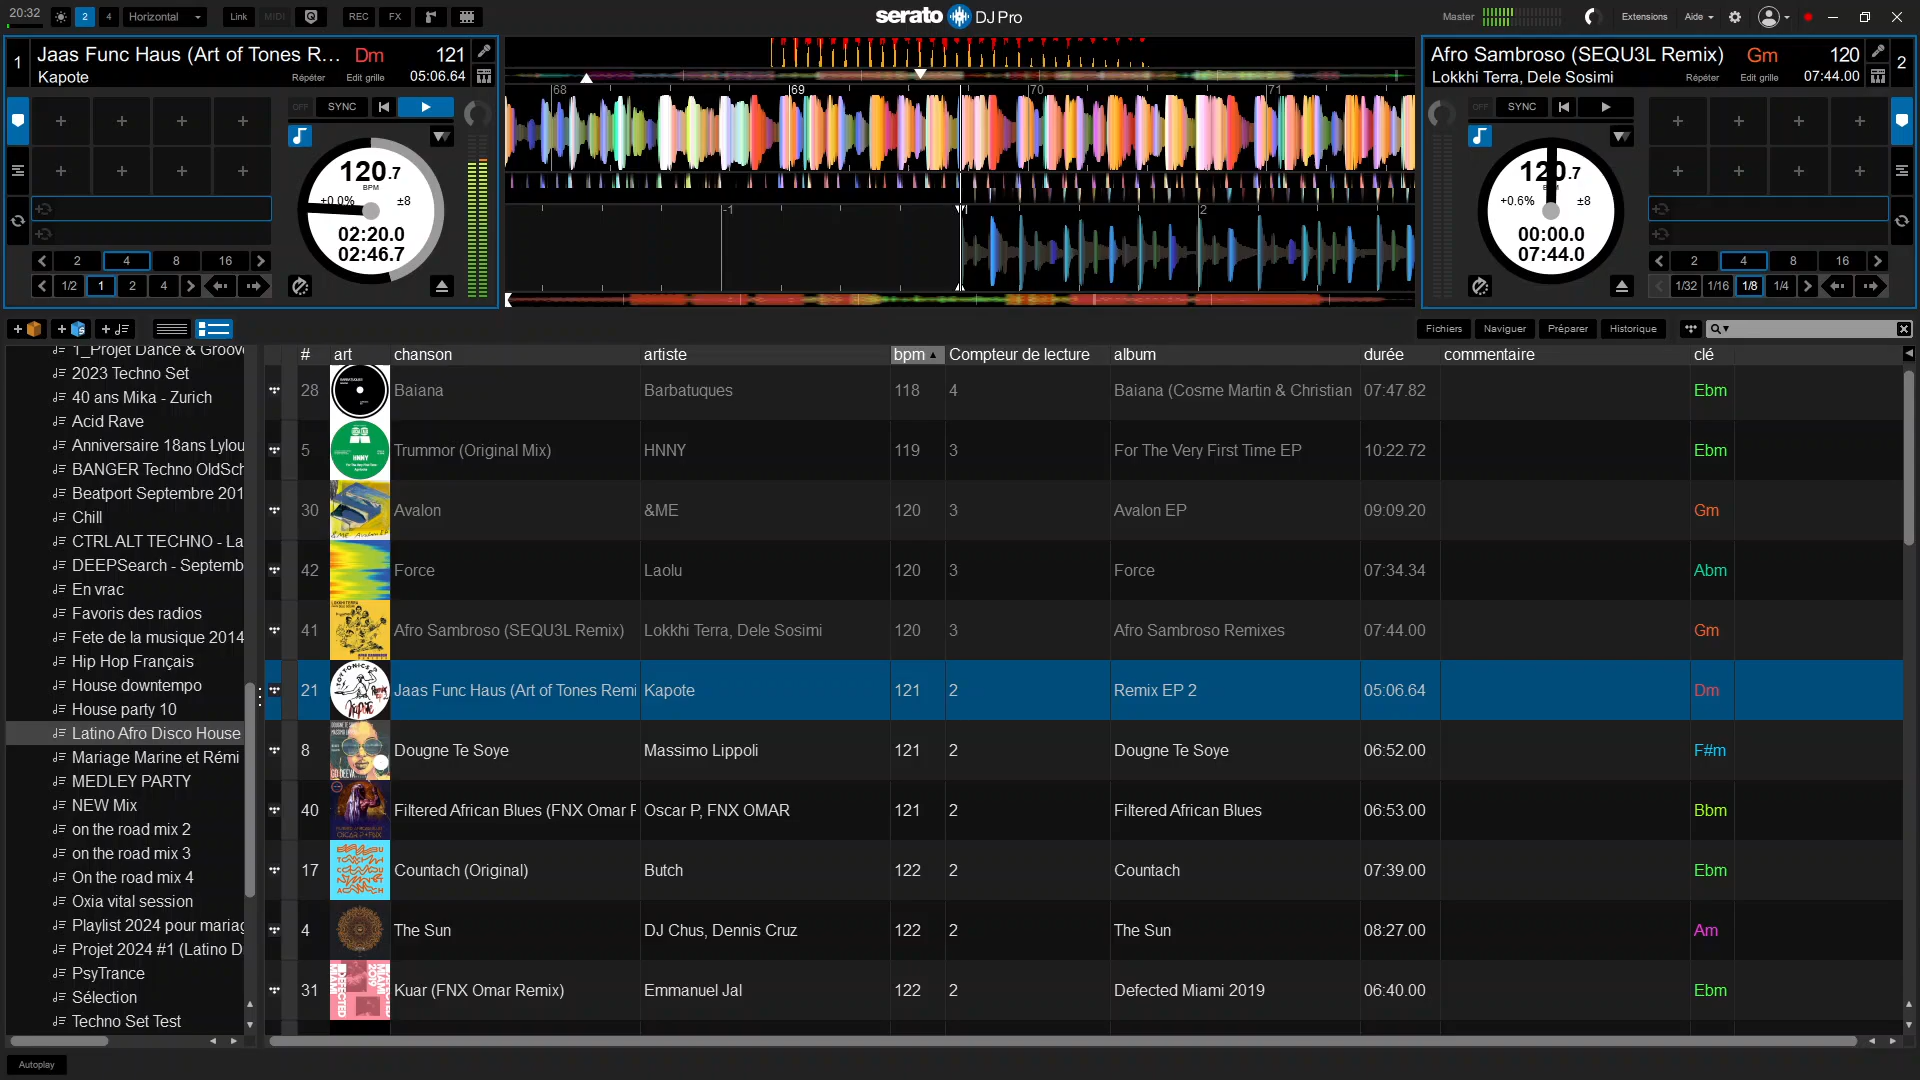 20:32
2
4
Horizontal
Link
MIDI
REC
FX
serato DJ Pro
Master
Extensions
Aide
1
Jaas Func Haus (Art of Tones R...
Dm
121
Kapote
Répéter
Edit grille
05:06.64
OFF
SYNC
120.7
BPM
+0.0%
±8
02:20.0
02:46.7
2
4
8
16
1/2
1
2
4
68
69
70
71
-1
1
2
Afro Sambroso (SEQU3L Remix)
Gm
120
Lokkhi Terra, Dele Sosimi
Répéter
Edit grille
07:44.00
2
OFF
SYNC
120.7
+0.6%
±8
00:00.0
07:44.0
2
4
8
16
1/32
1/16
1/8
1/4
Fichiers
Naviguer
Préparer
Historique
1_Projet Dance & Groove
2023 Techno Set
40 ans Mika - Zurich
Acid Rave
Anniversaire 18ans Lylou
BANGER Techno OldSch
Beatport Septembre 201
Chill
CTRL ALT TECHNO - La
DEEPSearch - Septemb
En vrac
Favoris des radios
Fete de la musique 2014
Hip Hop Français
House downtempo
House party 10
Latino Afro Disco House
Mariage Marine et Rémi
MEDLEY PARTY
NEW Mix
on the road mix 2
on the road mix 3
On the road mix 4
Oxia vital session
Playlist 2024 pour mariag
Projet 2024 #1 (Latino D
PsyTrance
Sélection
Techno Set Test
# art chanson artiste bpm Compteur de lecture album durée commentaire clé
28 Baiana Barbatuques 118 4 Baiana (Cosme Martin & Christian 07:47.82 Ebm
5 Trummor (Original Mix) HNNY 119 3 For The Very First Time EP 10:22.72 Ebm
30 Avalon &ME 120 3 Avalon EP 09:09.20 Gm
42 Force Laolu 120 3 Force 07:34.34 Abm
41 Afro Sambroso (SEQU3L Remix) Lokkhi Terra, Dele Sosimi 120 3 Afro Sambroso Remixes 07:44.00 Gm
21 Jaas Func Haus (Art of Tones Remi Kapote 121 2 Remix EP 2 05:06.64 Dm
8 Dougne Te Soye Massimo Lippoli 121 2 Dougne Te Soye 06:52.00 F#m
40 Filtered African Blues (FNX Omar F Oscar P, FNX OMAR 121 2 Filtered African Blues 06:53.00 Bbm
17 Countach (Original) Butch 122 2 Countach 07:39.00 Ebm
4 The Sun DJ Chus, Dennis Cruz 122 2 The Sun 08:27.00 Am
31 Kuar (FNX Omar Remix) Emmanuel Jal 122 2 Defected Miami 2019 06:40.00 Ebm
Autoplay